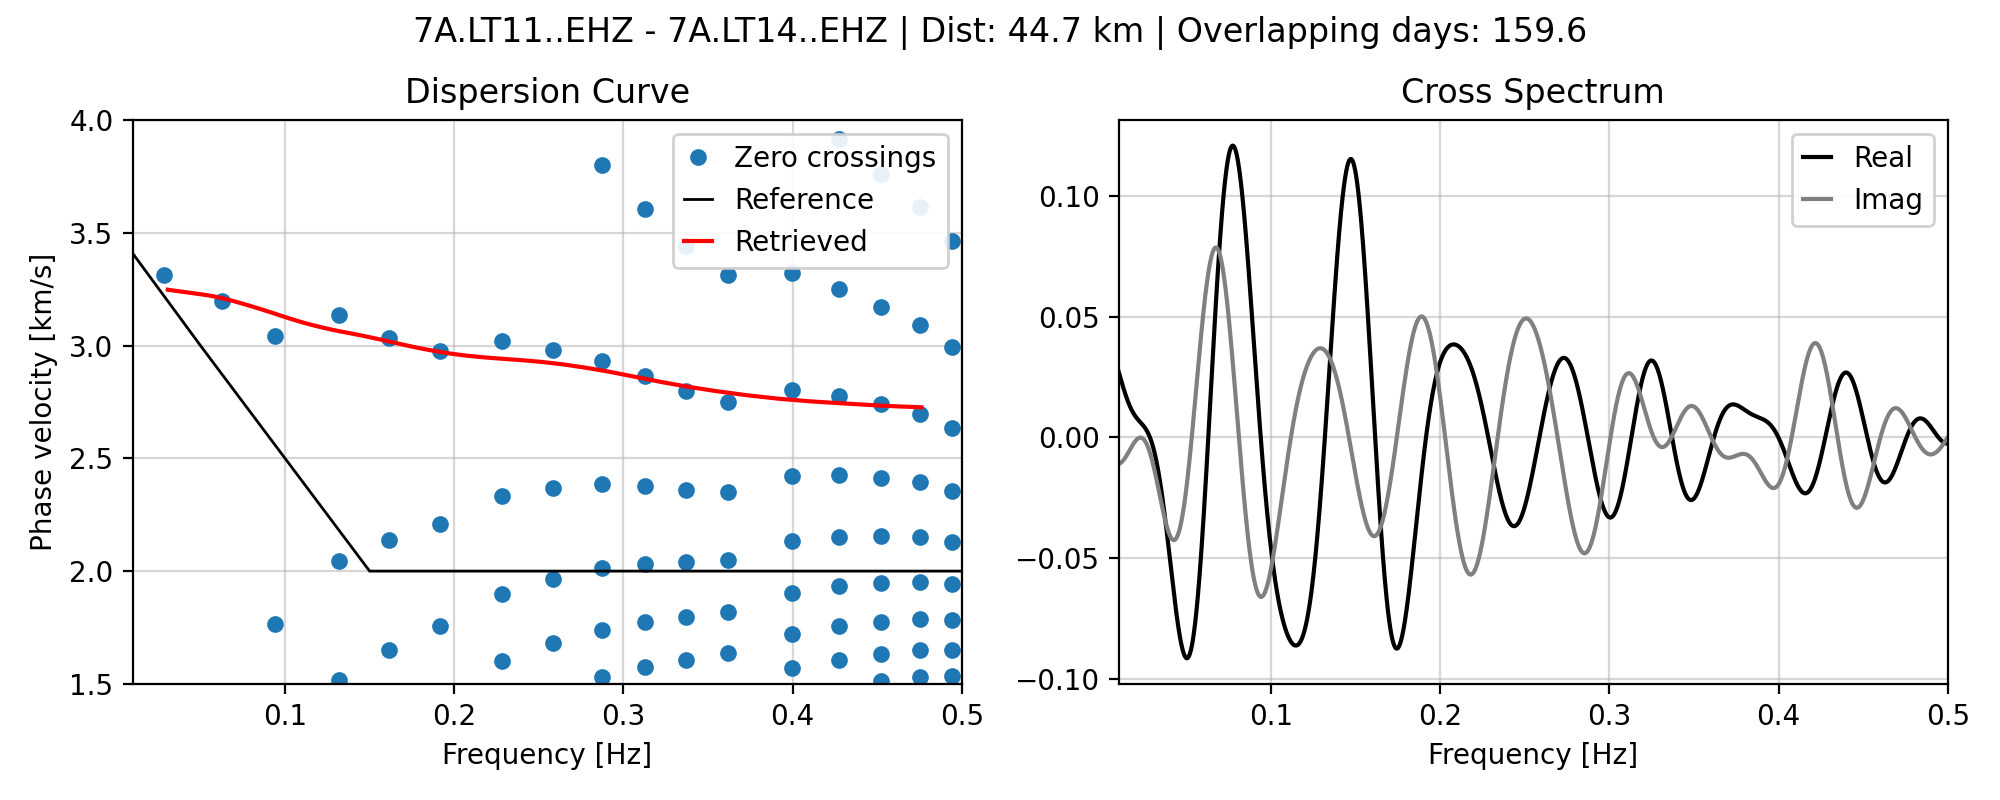 7A.LT11..EHZ - 7A.LT14..EHZ | Dist: 44.7 km | Overlapping days: 159.6
Dispersion Curve
4.0
3.5
3.0
2.5
2.0
1.5
Phase velocity [km/s]
0.1 0.2 0.3 0.4 0.5
Frequency [Hz]
Zero crossings
Reference
Retrieved
Cross Spectrum
0.10
0.05
0.00
−0.05
−0.10
0.1 0.2 0.3 0.4 0.5
Frequency [Hz]
Real
Imag